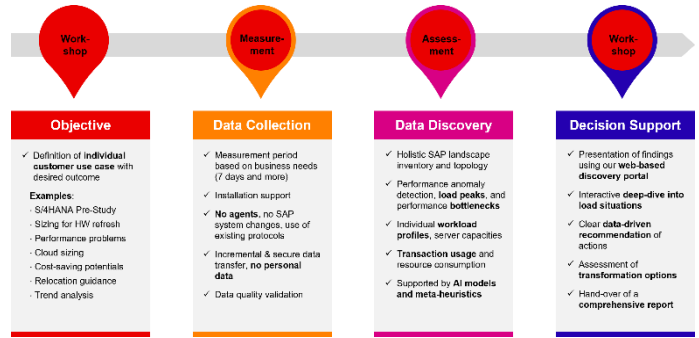 Work-
shop
Measure-
ment
Assess-
ment
Work-
shop
Objective
✓ Definition of individual
customer use case with
desired outcome
Examples:
- S/4HANA Pre-Study
- Sizing for HW refresh
- Performance problems
- Cloud sizing
- Cost-saving potentials
- Relocation guidance
- Trend analysis
Data Collection
✓ Measurement period
based on business needs
(7 days and more)
✓ Installation support
✓ No agents, no SAP
system changes, use of
existing protocols
✓ Incremental & secure data
transfer, no personal
data
✓ Data quality validation
Data Discovery
✓ Holistic SAP landscape
inventory and topology
✓ Performance anomaly
detection, load peaks, and
performance bottlenecks
✓ Individual workload
profiles, server capacities
✓ Transaction usage and
resource consumption
✓ Supported by AI models
and meta-heuristics
Decision Support
✓ Presentation of findings
using our web-based
discovery portal
✓ Interactive deep-dive into
load situations
✓ Clear data-driven
recommendation of
actions
✓ Assessment of
transformation options
✓ Hand-over of a
comprehensive report